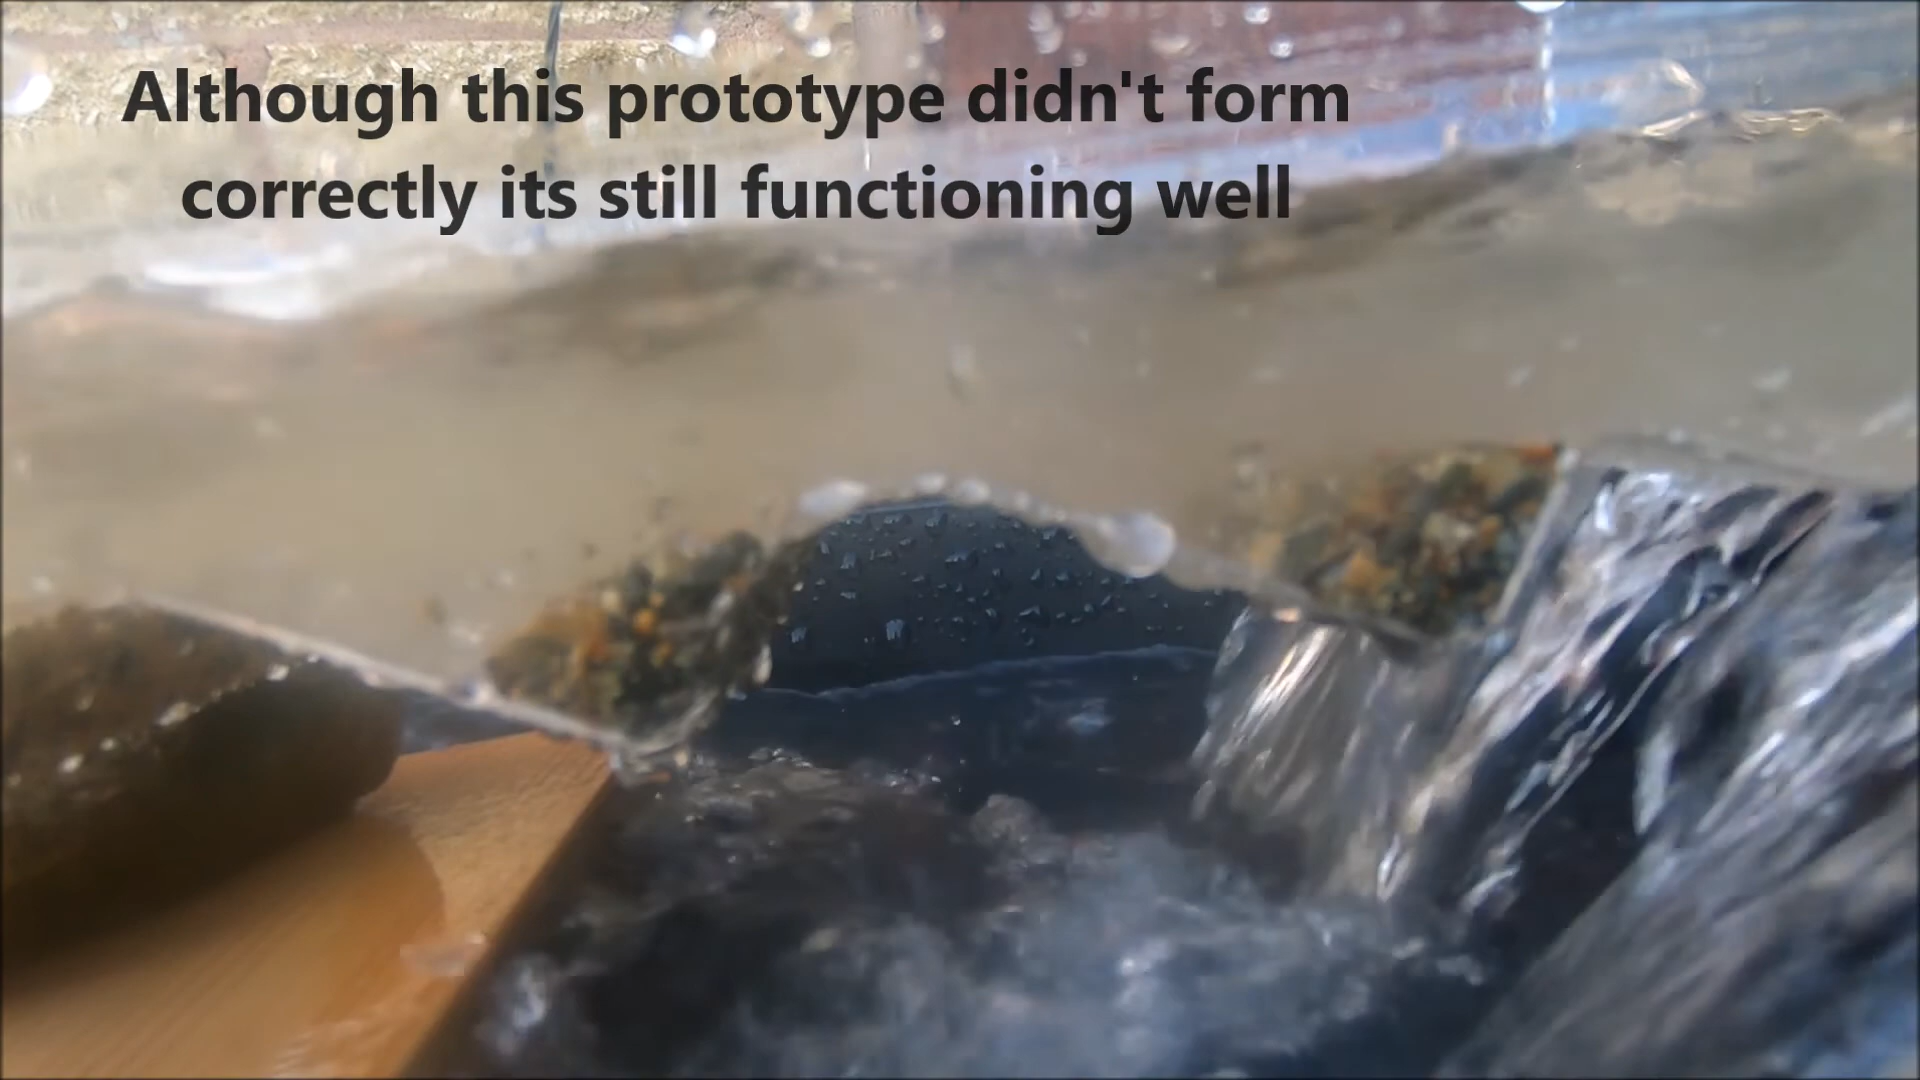 Although this prototype didn't form
correctly its still functioning well